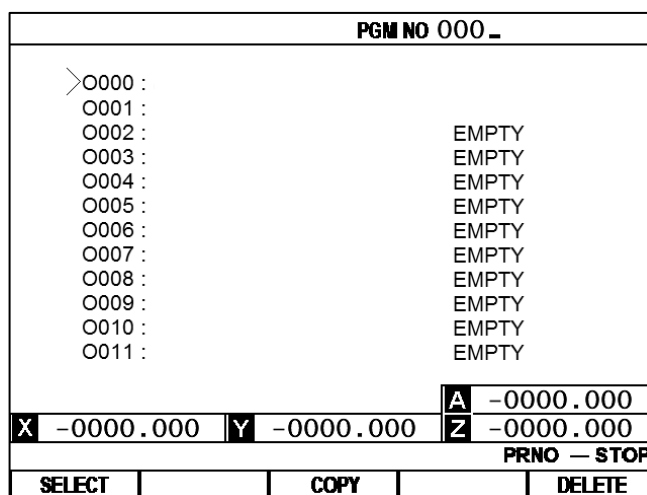 PGM NO 000_
>O000 :
O001 :
O002 : EMPTY
O003 : EMPTY
O004 : EMPTY
O005 : EMPTY
O006 : EMPTY
O007 : EMPTY
O008 : EMPTY
O009 : EMPTY
O010 : EMPTY
O011 : EMPTY
A -0000.000
X -0000.000 Y -0000.000 Z -0000.000
PRNO — STOP
SELECT COPY DELETE